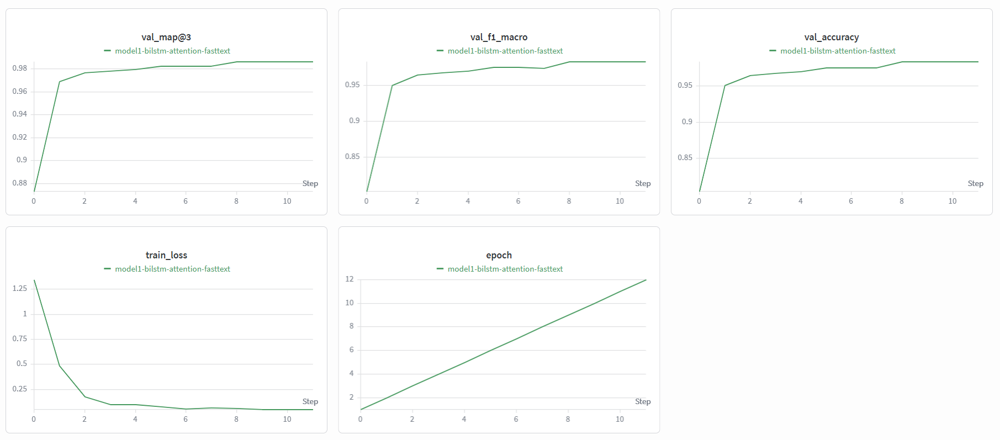 val_map@3
model1-bilstm-attention-fasttext
0.98
0.96
0.94
0.92
0.9
0.88
Step
0 2 4 6 8 10
val_f1_macro
model1-bilstm-attention-fasttext
0.95
0.9
0.85
Step
0 2 4 6 8 10
val_accuracy
model1-bilstm-attention-fasttext
0.95
0.9
0.85
Step
0 2 4 6 8 10
train_loss
model1-bilstm-attention-fasttext
1.25
1
0.75
0.5
0.25
Step
0 2 4 6 8 10
epoch
model1-bilstm-attention-fasttext
12
10
8
6
4
2
Step
0 2 4 6 8 10